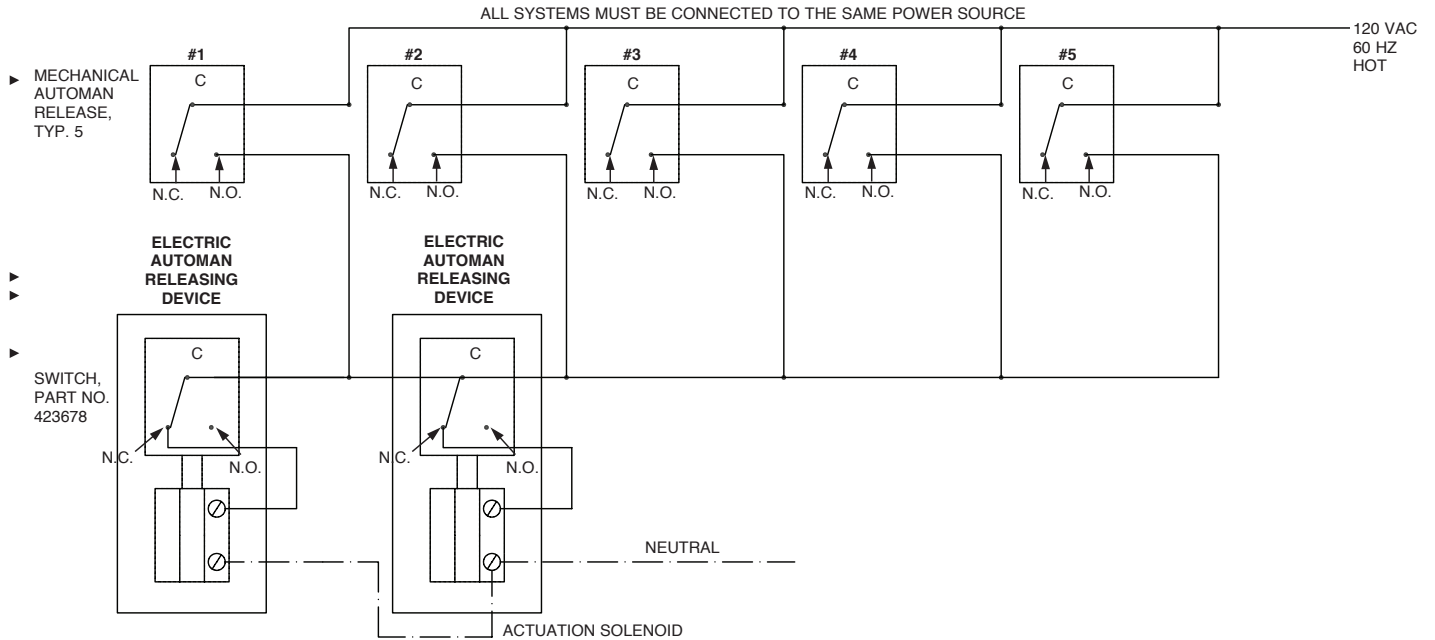 ALL SYSTEMS MUST BE CONNECTED TO THE SAME POWER SOURCE
120 VAC
60 HZ
HOT
#1
#2
#3
#4
#5
► MECHANICAL
AUTOMAN
RELEASE,
TYP. 5
C
C
C
C
C
N.C.
N.O.
N.C.
N.O.
N.C.
N.O.
N.C.
N.O.
N.C.
N.O.
ELECTRIC
AUTOMAN
RELEASING
DEVICE
ELECTRIC
AUTOMAN
RELEASING
DEVICE
►
►
►
SWITCH,
PART NO.
423678
C
C
N.C.
N.O.
N.C.
N.O.
NEUTRAL
ACTUATION SOLENOID